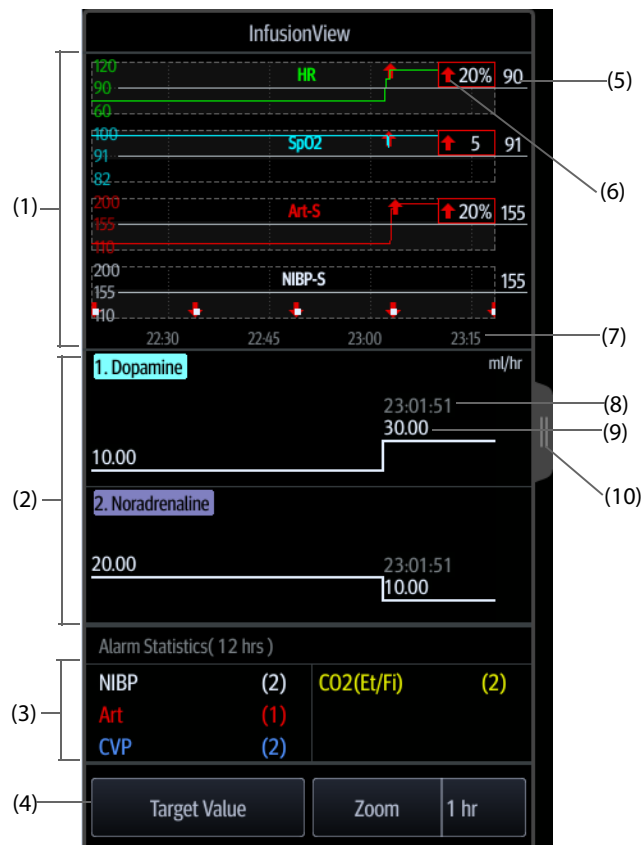 InfusionView
120
HR
20%
90
(5)
90
60
100
SpO2
5
91
91
82
(6)
(1)
200
Art-S
20%
155
155
110
200
NIBP-S
155
155
110
22:30 22:45 23:00 23:15
(7)
1. Dopamine
ml/hr
23:01:51
(8)
30.00
(9)
10.00
(10)
(2)
2. Noradrenaline
20.00
23:01:51
10.00
Alarm Statistics( 12 hrs )
(3)
NIBP (2) CO2(Et/Fi) (2)
Art (1)
CVP (2)
(4)
Target Value Zoom 1 hr